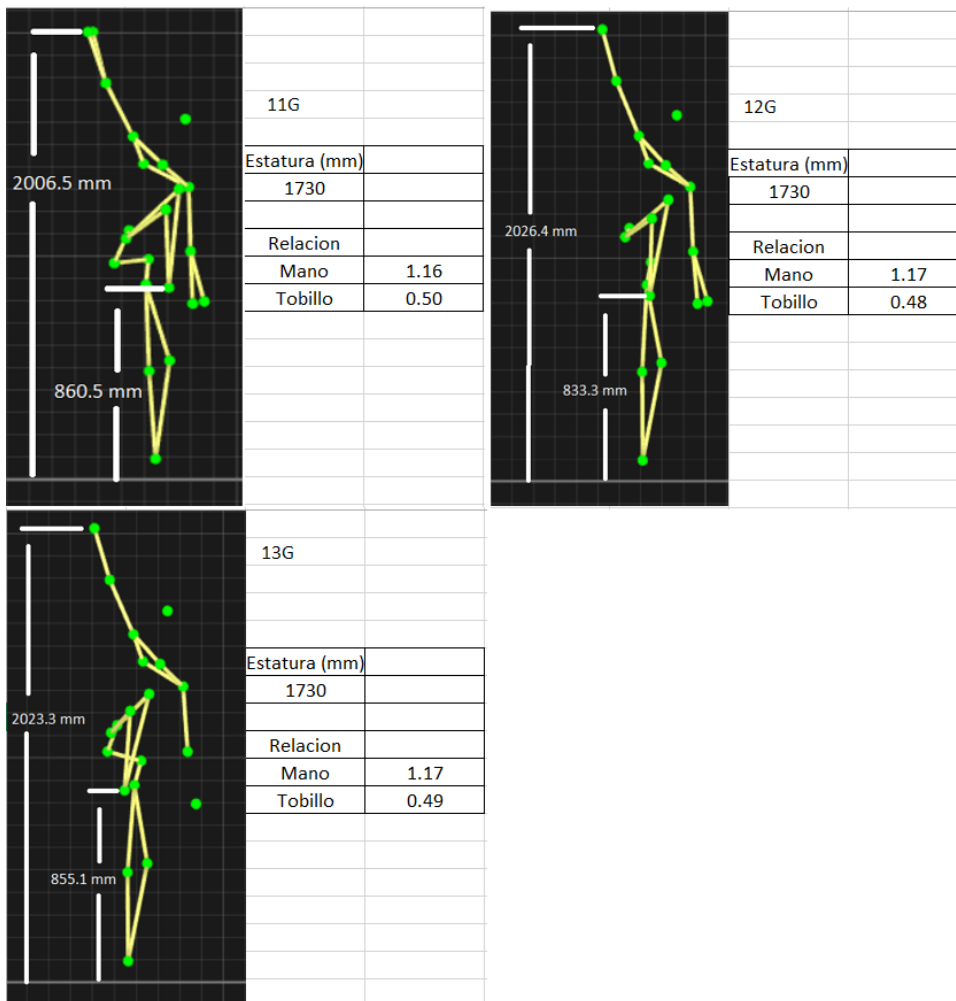 11G
Estatura (mm)
2006.5 mm
1730
Relacion
Mano 1.16
Tobillo 0.50
860.5 mm
12G
Estatura (mm)
1730
2026.4 mm
Relacion
Mano 1.17
Tobillo 0.48
833.3 mm
13G
Estatura (mm)
1730
2023.3 mm
Relacion
Mano 1.17
Tobillo 0.49
855.1 mm